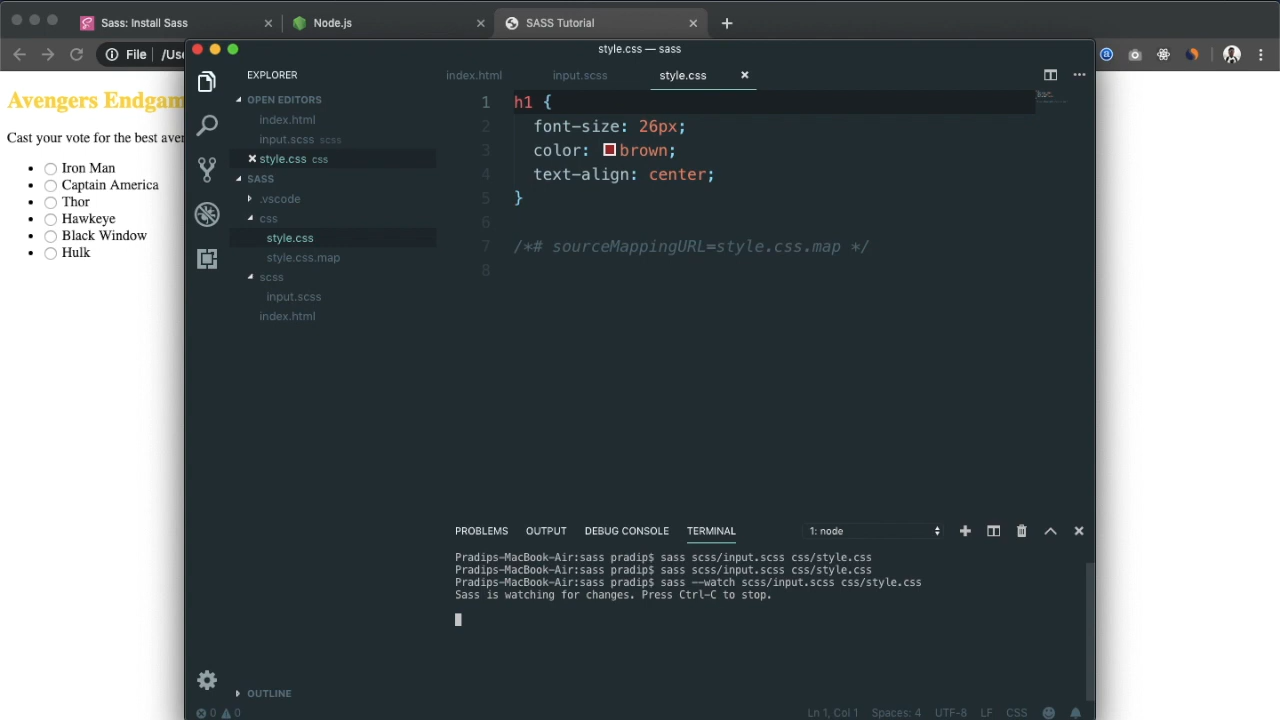 Sass: Install Sass
Node.js
SASS Tutorial
File
style.css — sass
Avengers Endgam
Cast your vote for the best aven
Iron Man
Captain America
Thor
Hawkeye
Black Window
Hulk
EXPLORER
OPEN EDITORS
index.html
input.scss scss
style.css css
SASS
.vscode
css
style.css
style.css.map
scss
input.scss
index.html
OUTLINE
index.html
input.scss
style.css
1 h1 {
2 font-size: 26px;
3 color: brown;
4 text-align: center;
5 }
6
7 /*# sourceMappingURL=style.css.map */
8
PROBLEMS OUTPUT DEBUG CONSOLE TERMINAL 1: node
Pradips-MacBook-Air:sass pradip$ sass scss/input.scss css/style.css
Pradips-MacBook-Air:sass pradip$ sass scss/input.scss css/style.css
Pradips-MacBook-Air:sass pradip$ sass --watch scss/input.scss css/style.css
Sass is watching for changes. Press Ctrl-C to stop.
0 0
Ln 1, Col 1 Spaces: 4 UTF-8 LF CSS